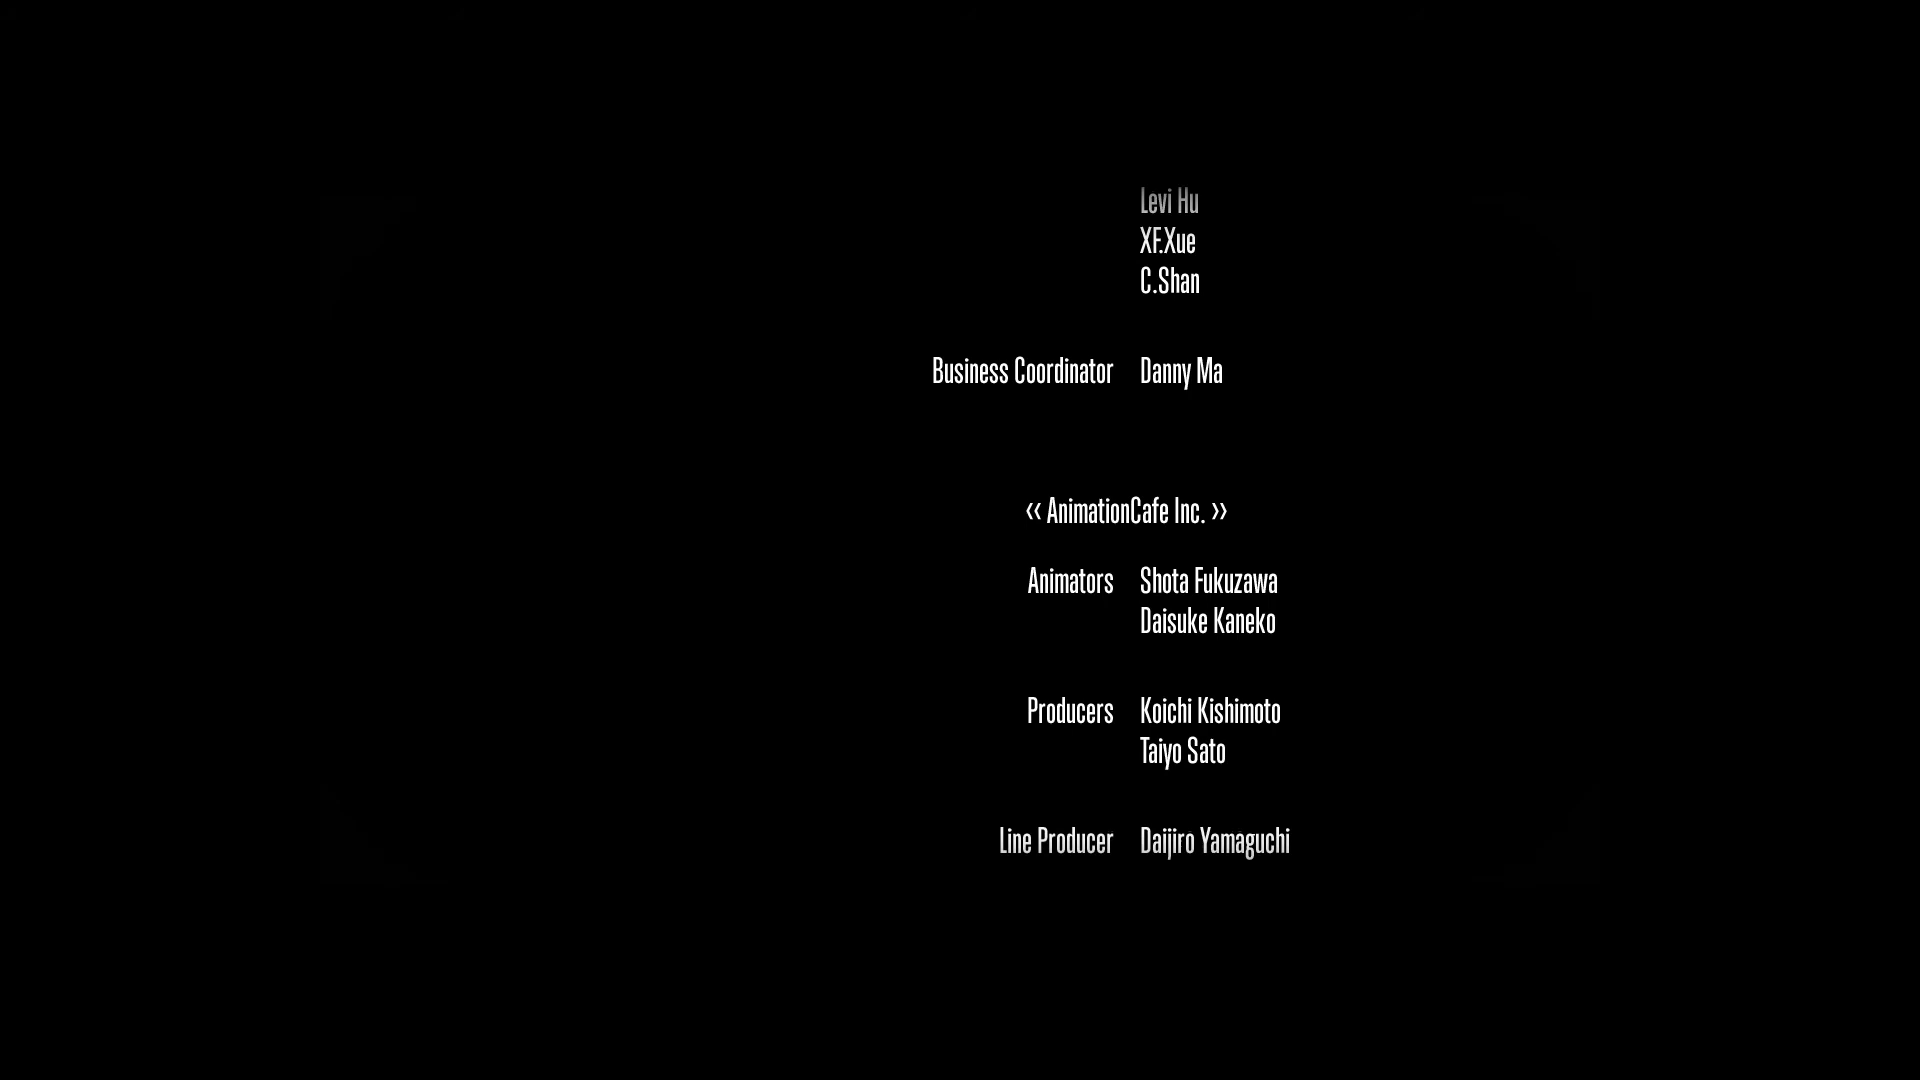 Levi Hu
XF.Xue
C.Shan
Business Coordinator Danny Ma
‹‹ AnimationCafe Inc. ››
Animators Shota Fukuzawa
Daisuke Kaneko
Producers Koichi Kishimoto
Taiyo Sato
Line Producer Daijiro Yamaguchi